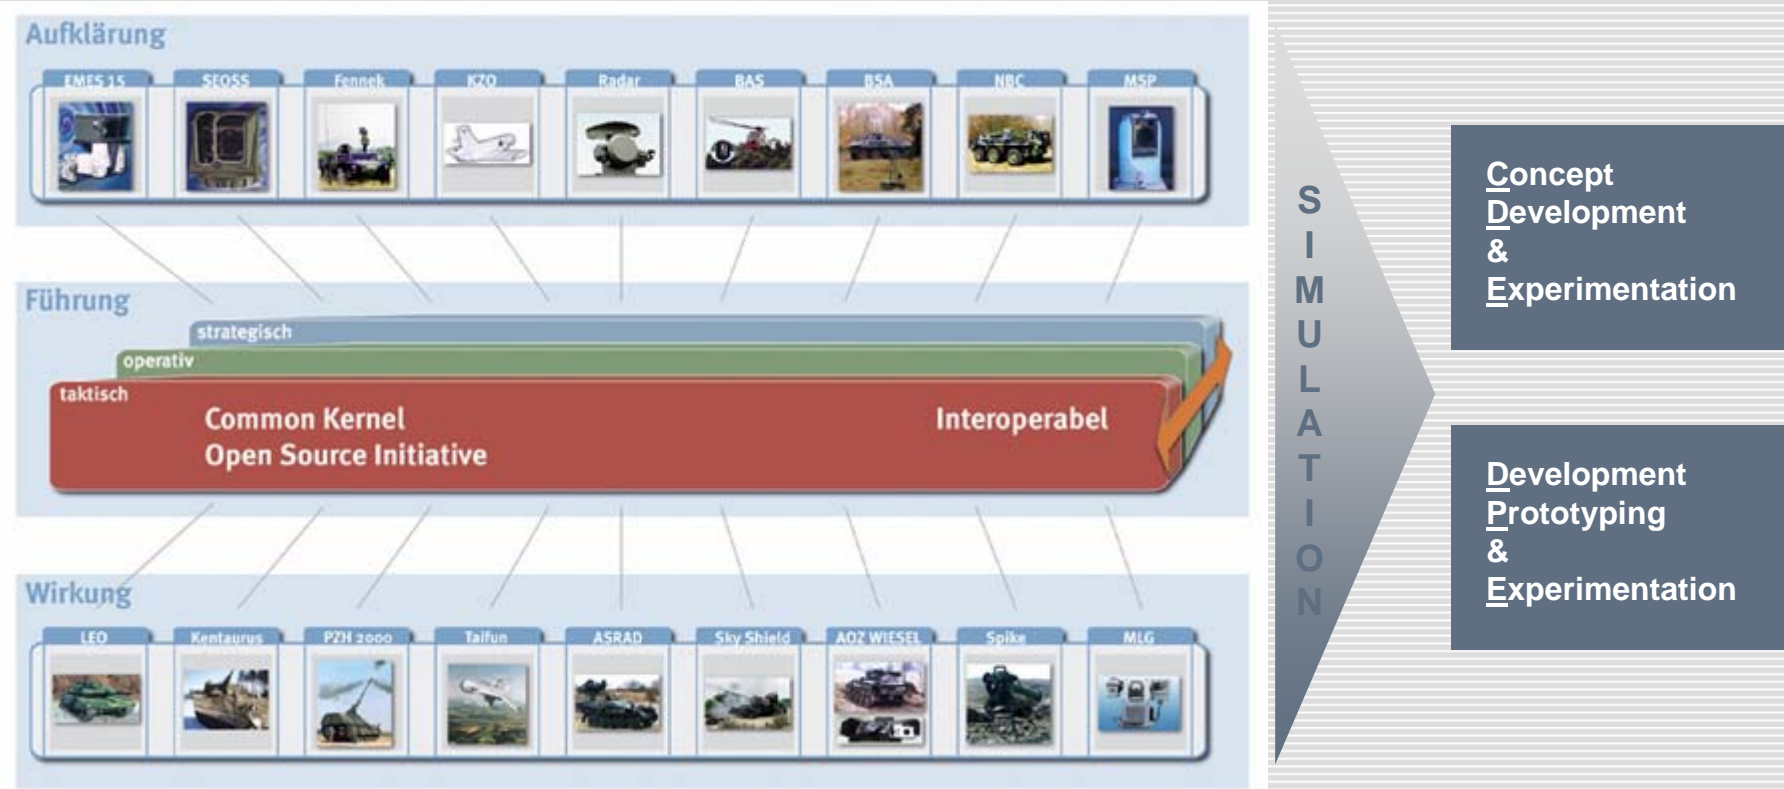 Aufklärung
EMES 15
SEOSS
Fennek
KZO
Radar
BAS
BSA
NBC
MSP
Führung
strategisch
operativ
taktisch
Common Kernel
Open Source Initiative
Interoperabel
Wirkung
LEO
Kentaurus
PZH 2000
Taifun
ASRAD
Sky Shield
AOZ WIESEL
Spike
MLG
SIMULATION
Concept
Development
&
Experimentation
Development
Prototyping
&
Experimentation